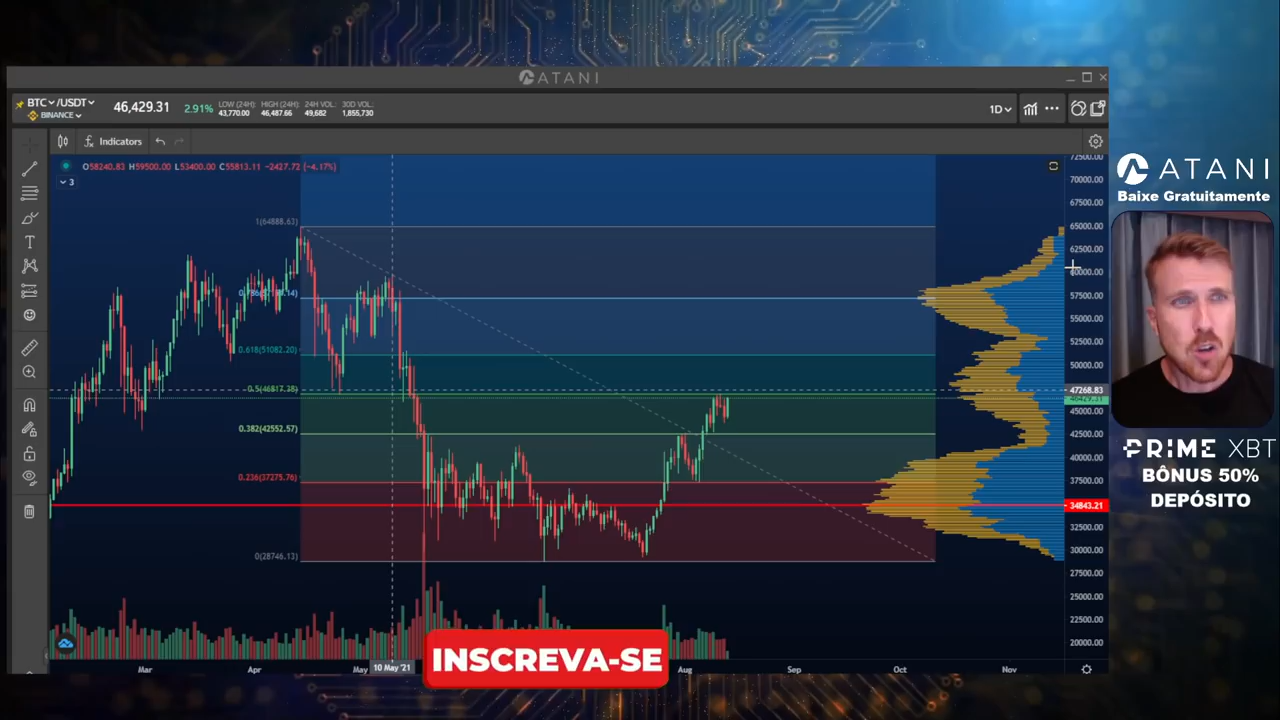 ATANI
BTC /USDT
BINANCE
46,429.31
2.91%
LOW (24H):
43,770.00
HIGH (24H):
46,487.66
24H VOL:
49,682
30D VOL:
1,855,730
1D
Indicators
O58240.83 H59500.00 L53400.00 C55813.11 -2427.72 (-4.17%)
3
1(64888.63)
0.618(51082.20)
0.5(46817.38)
0.382(42552.57)
0.236(37275.76)
0(28746.13)
72500.00
70000.00
67500.00
65000.00
62500.00
60000.00
57500.00
55000.00
52500.00
50000.00
47268.83
46429.31
45000.00
42500.00
40000.00
37500.00
34843.21
32500.00
30000.00
27500.00
25000.00
22500.00
20000.00
Mar
Apr
May
10 May '21
Aug
Sep
Oct
Nov
INSCREVA-SE
ATANI
Baixe Gratuitamente
PRIME XBT
BÔNUS 50%
DEPÓSITO